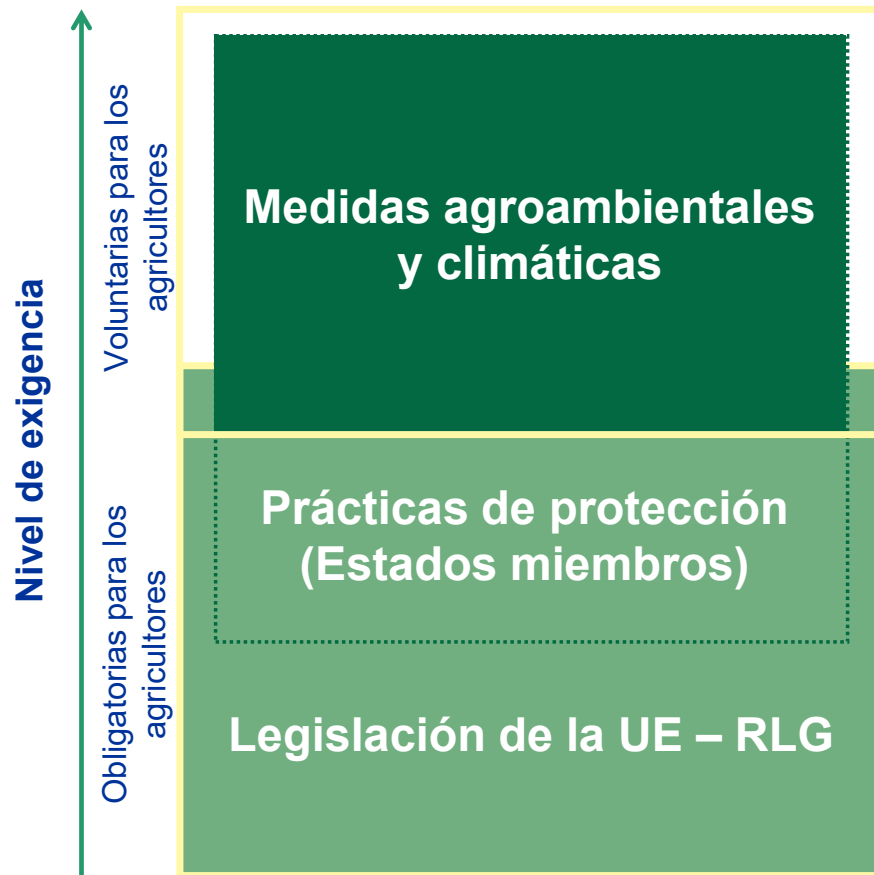 Nivel de exigencia
Voluntarias para los
agricultores
Obligatorias para los
agricultores
Medidas agroambientales
y climáticas
Prácticas de protección
(Estados miembros)
Legislación de la UE – RLG